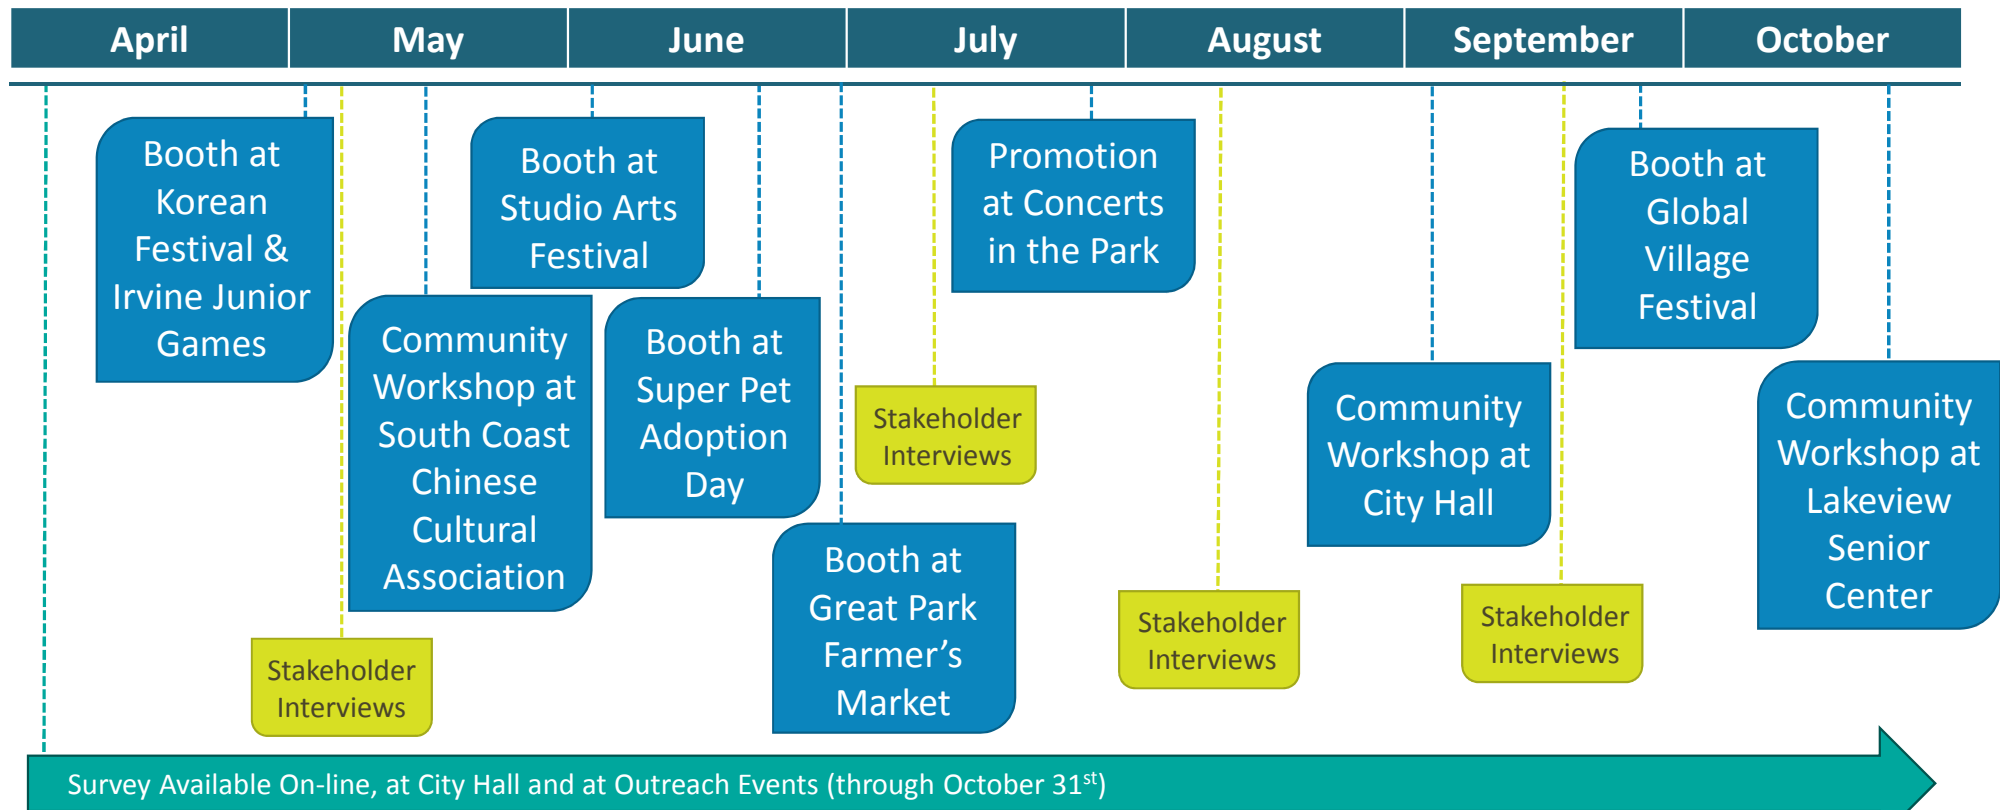 April
May
June
July
August
September
October
Booth at
Korean
Festival &
Irvine Junior
Games
Stakeholder
Interviews
Community
Workshop at
South Coast
Chinese
Cultural
Association
Booth at
Studio Arts
Festival
Booth at
Super Pet
Adoption
Day
Booth at
Great Park
Farmer’s
Market
Stakeholder
Interviews
Promotion
at Concerts
in the Park
Stakeholder
Interviews
Community
Workshop at
City Hall
Stakeholder
Interviews
Booth at
Global
Village
Festival
Community
Workshop at
Lakeview
Senior
Center
Survey Available On-line, at City Hall and at Outreach Events (through October 31st)